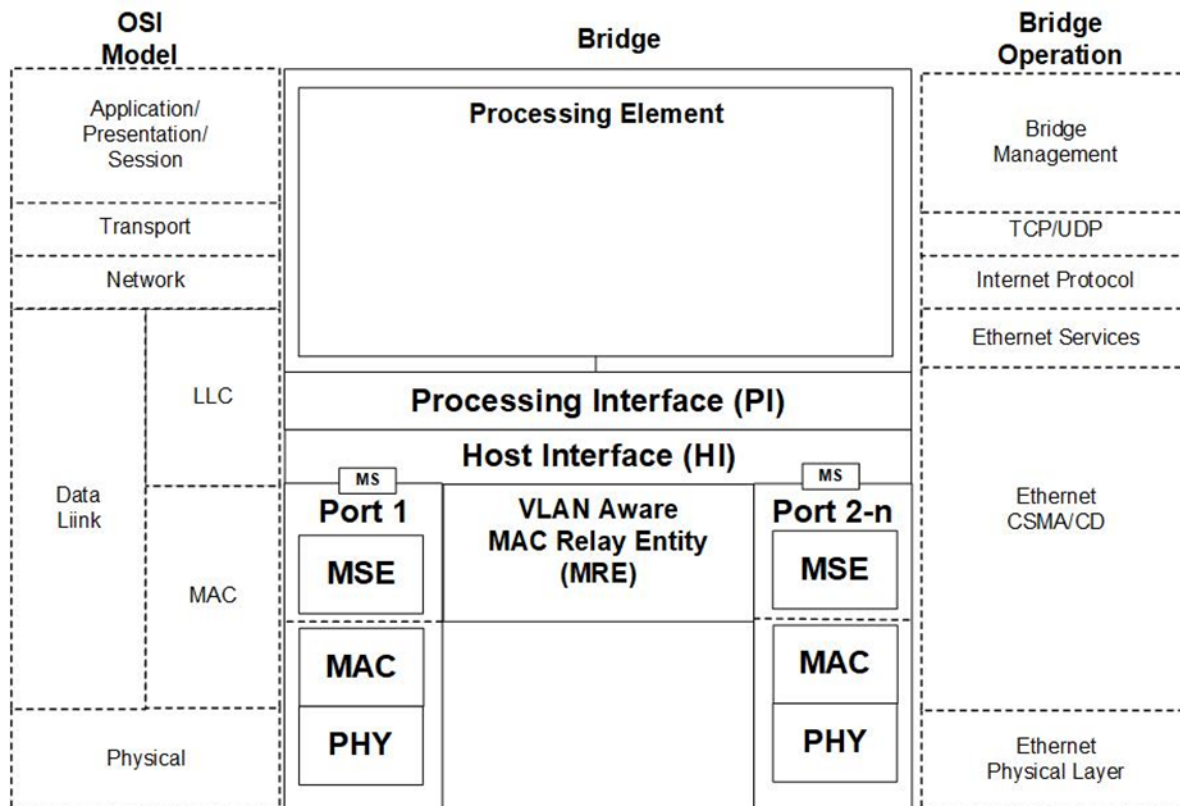 OSI
Model
Application/
Presentation/
Session
Transport
Network
Data
Liink
LLC
MAC
Physical
Bridge
Processing Element
Processing Interface (PI)
Host Interface (HI)
MS
Port 1
MSE
MAC
PHY
VLAN Aware
MAC Relay Entity
(MRE)
MS
Port 2-n
MSE
MAC
PHY
Bridge
Operation
Bridge
Management
TCP/UDP
Internet Protocol
Ethernet Services
Ethernet
CSMA/CD
Ethernet
Physical Layer